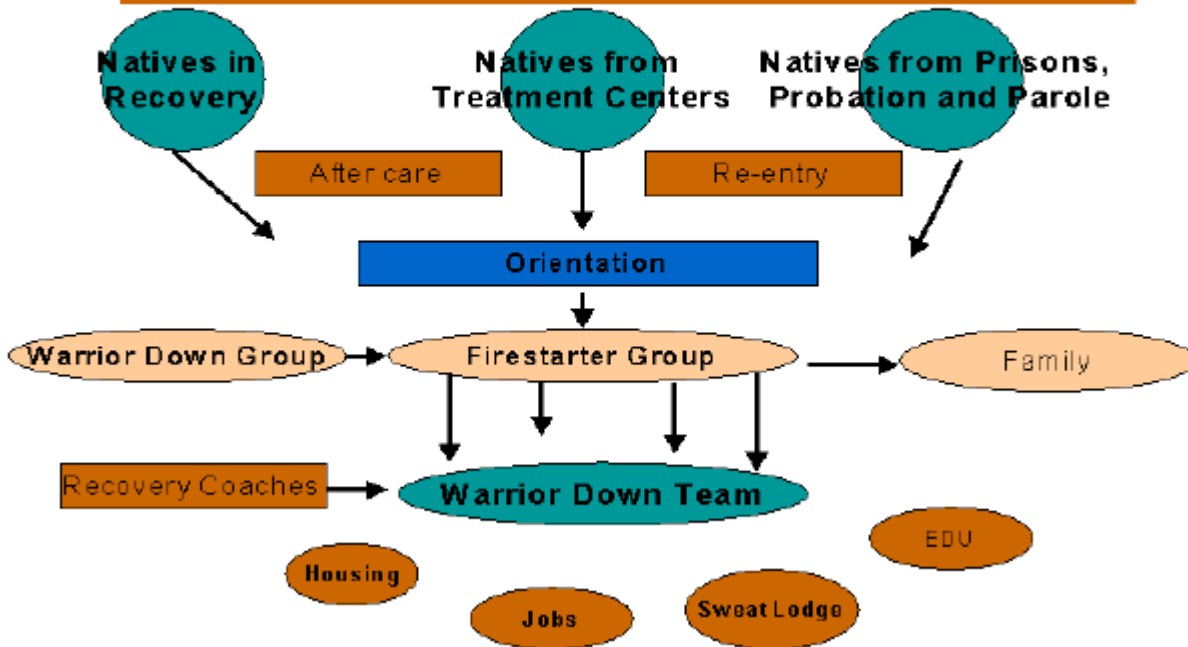 Natives in
Recovery
Natives from
Treatment Centers
Natives from Prisons,
Probation and Parole
After care
Re-entry
Orientation
Warrior Down Group
Firestarter Group
Family
Recovery Coaches
Warrior Down Team
EDU
Housing
Jobs
Sweat Lodge